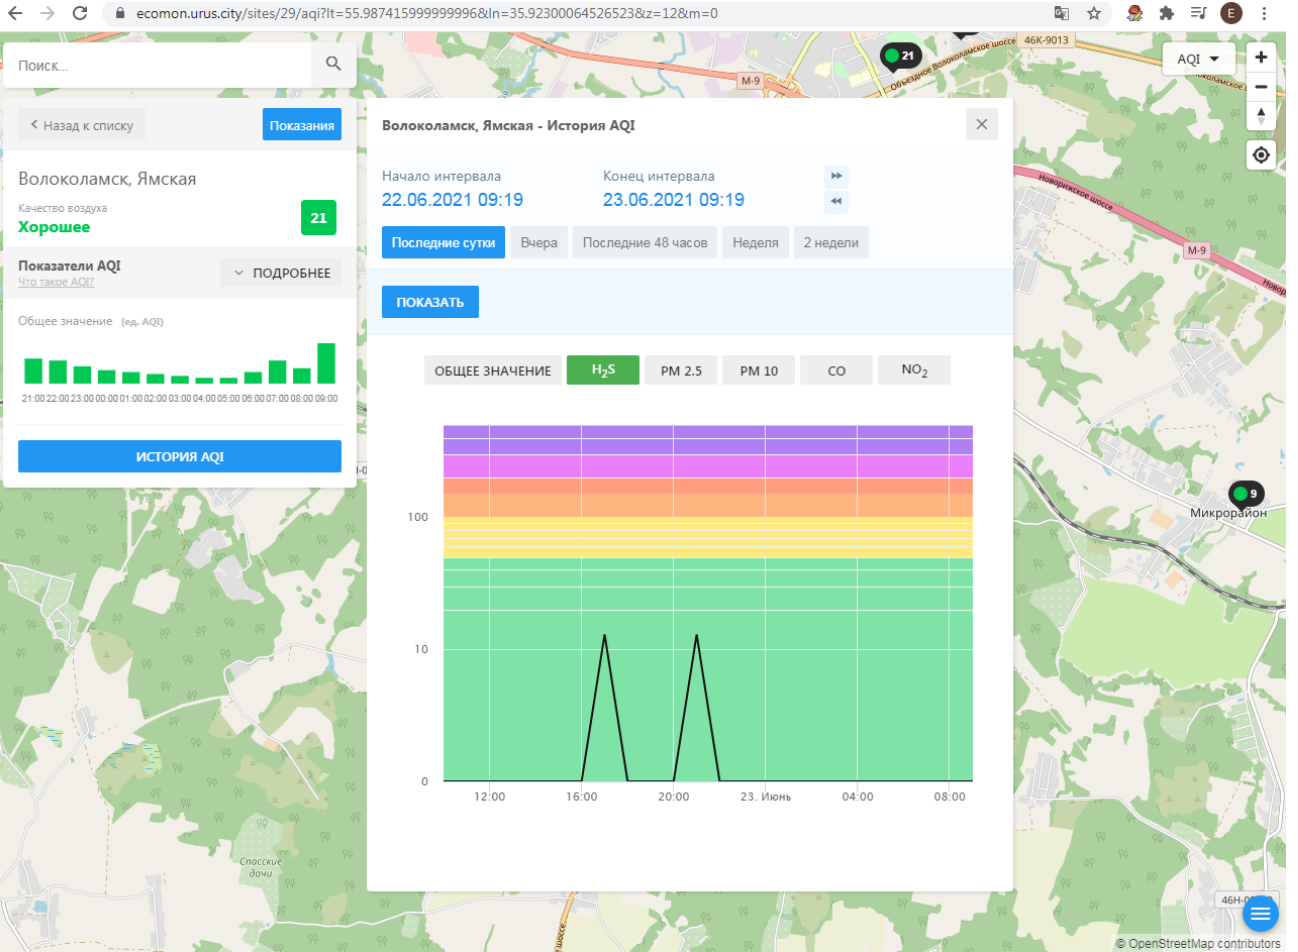 ecomon.urus.city/sites/29/aqi?lt=55.987415999999996&ln=35.92300064526523&z=12&m=0
E
46К-9013
Объездное Волоколамское шоссе
21
М-9
AQI
Поиск...
Назад к списку
Показания
Волоколамск, Ямская
Качество воздуха
Хорошее
21
Показатели AQI
Что такое AQI?
ПОДРОБНЕЕ
Общее значение (ед. AQI)
21:00 22:00 23:00 00:00 01:00 02:00 03:00 04:00 05:00 06:00 07:00 08:00 09:00
ИСТОРИЯ AQI
Волоколамск, Ямская - История AQI
Начало интервала
Конец интервала
22.06.2021 09:19
23.06.2021 09:19
Последние сутки
Вчера
Последние 48 часов
Неделя
2 недели
ПОКАЗАТЬ
ОБЩЕЕ ЗНАЧЕНИЕ
H2S
PM 2.5
PM 10
CO
NO2
100
10
0
12:00
16:00
20:00
23. Июнь
04:00
08:00
Новорижское шоссе
М-9
9
Микрорайон
Спасские
дачи
© OpenStreetMap contributors